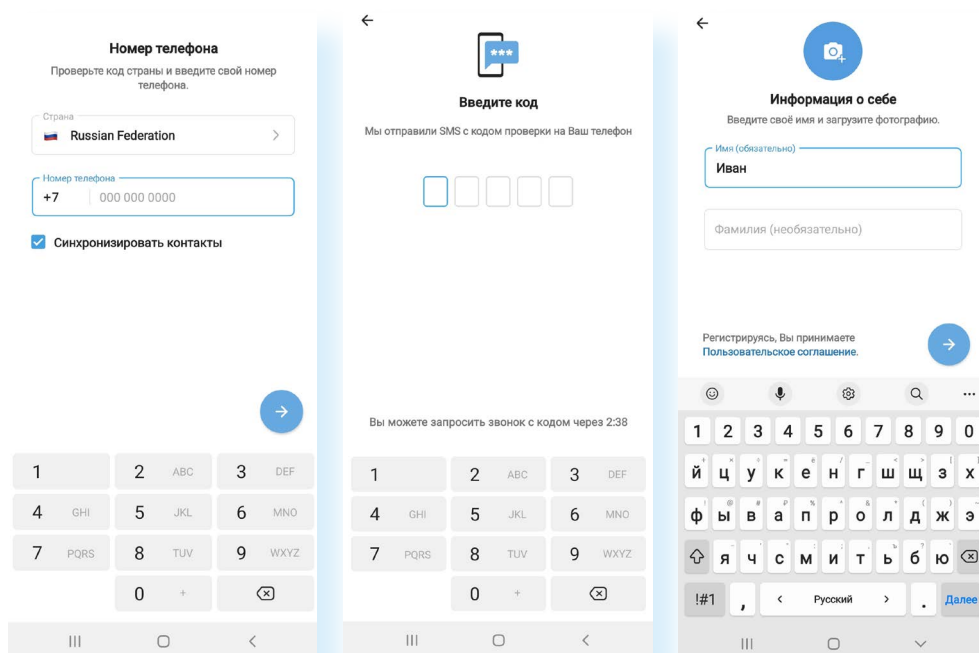 Номер телефона
Проверьте код страны и введите свой номер
телефона.
Страна
Russian Federation
Номер телефона
+7 000 000 0000
Синхронизировать контакты
1 2 ABC 3 DEF
4 GHI 5 JKL 6 MNO
7 PQRS 8 TUV 9 WXYZ
0 +
***
Введите код
Мы отправили SMS с кодом проверки на Ваш телефон
Вы можете запросить звонок с кодом через 2:38
1 2 ABC 3 DEF
4 GHI 5 JKL 6 MNO
7 PQRS 8 TUV 9 WXYZ
0 +
Информация о себе
Введите своё имя и загрузите фотографию.
Имя (обязательно)
Иван
Фамилия (необязательно)
Регистрируясь, Вы принимаете
Пользовательское соглашение.
1 2 3 4 5 6 7 8 9 0
й ц у к е н г ш щ з х
ф ы в а п р о л д ж э
я ч с м и т ь б ю
!#1 , < Русский > . Далее